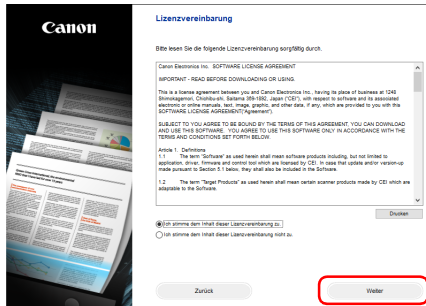 Canon
Lizenzvereinbarung
Bitte lesen Sie die folgende Lizenzvereinbarung sorgfältig durch.
Canon Electronics Inc.  SOFTWARE LICENSE AGREEMENT
IMPORTANT - READ BEFORE DOWNLOADING OR USING.
This is a license agreement between you and Canon Electronics Inc., having its place of business at 1248
Shimokagemori, Chichibu-shi, Saitama 369-1892, Japan ("CEI"), with respect to software and its associated
electronic or online manuals, text, image, graphic, and other data, if any, which are provided to you with this
SOFTWARE LICENSE AGREEMENT("Agreement").
SUBJECT TO YOU AGREE TO BE BOUND BY THE TERMS OF THIS AGREEMENT, YOU CAN DOWNLOAD
AND USE THIS SOFTWARE.  YOU AGREE TO USE THIS SOFTWARE ONLY IN ACCORDANCE WITH THE
TERMS AND CONDITIONS SET FORTH BELOW.
Article 1.  Definitions
1.1 The term "Software" as used herein shall mean software products including, but not limited to
application, driver, firmware and control tool which are licensed by CEI. In case that update and/or version-up
made pursuant to Section 5.1 below, they shall also be included in the Software.
1.2 The term "Target Products" as used herein shall mean certain scanner products made by CEI which are
adaptable to the Software.
Drucken
Ich stimme dem Inhalt dieser Lizenzvereinbarung zu.
Ich stimme dem Inhalt dieser Lizenzvereinbarung nicht zu.
Zurück
Weiter